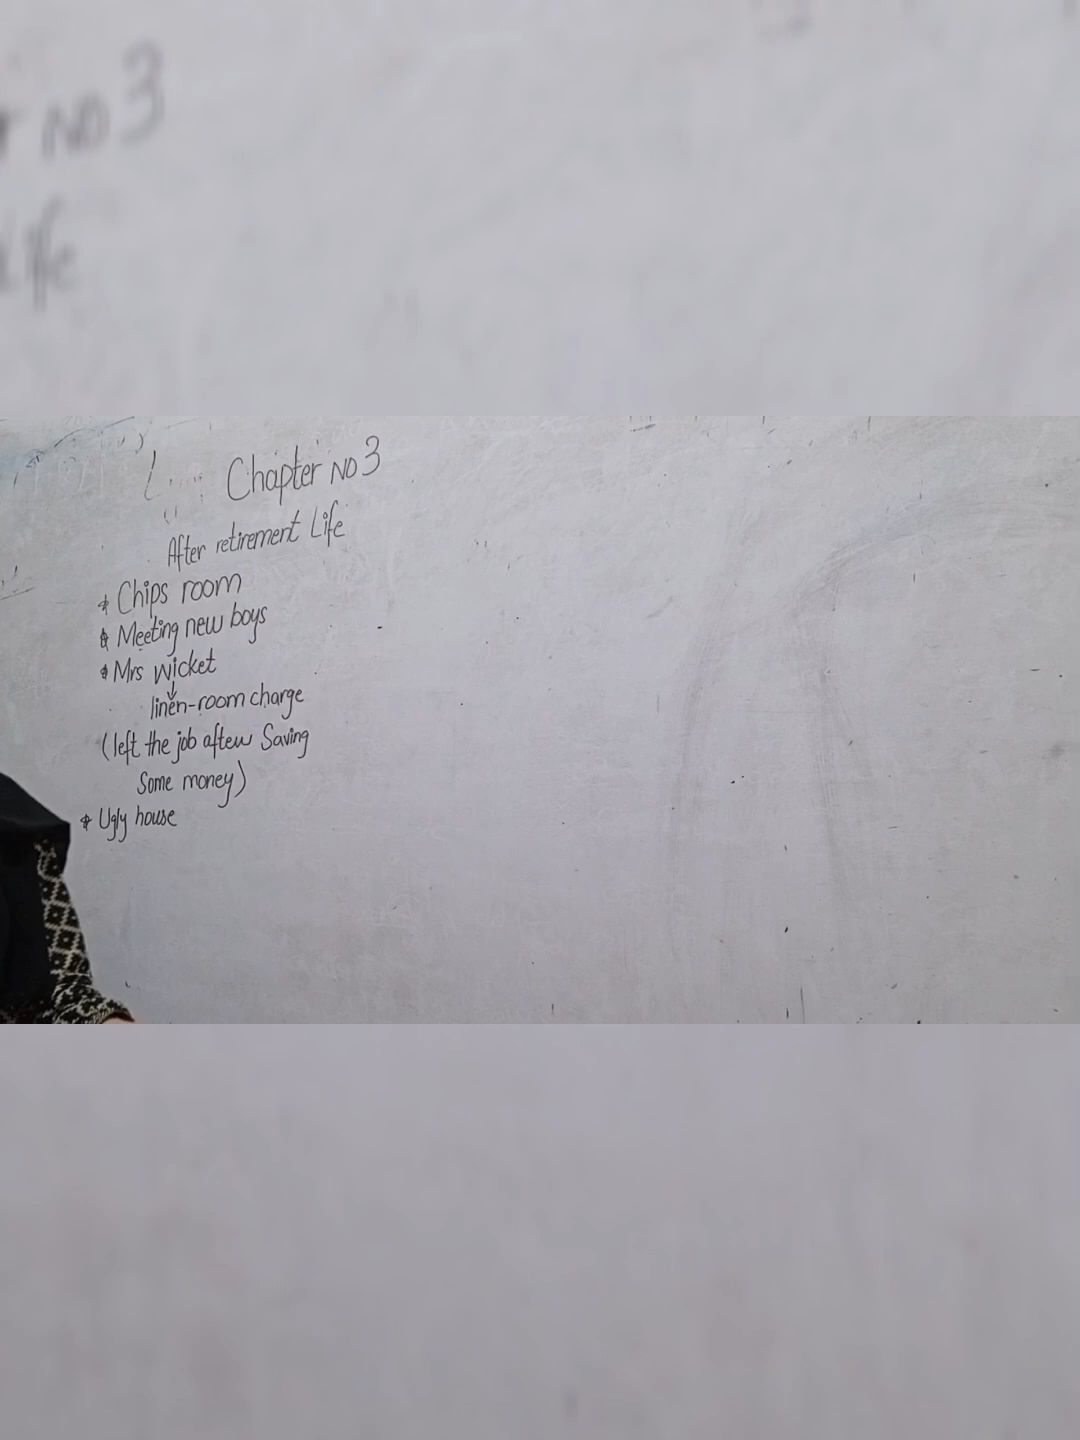 Chapter No 3
After retirement Life
* Chips room
* Meeting new boys
* Mrs Wicket
↓
linen-room charge
(left the job after Saving
Some money)
* Ugly house